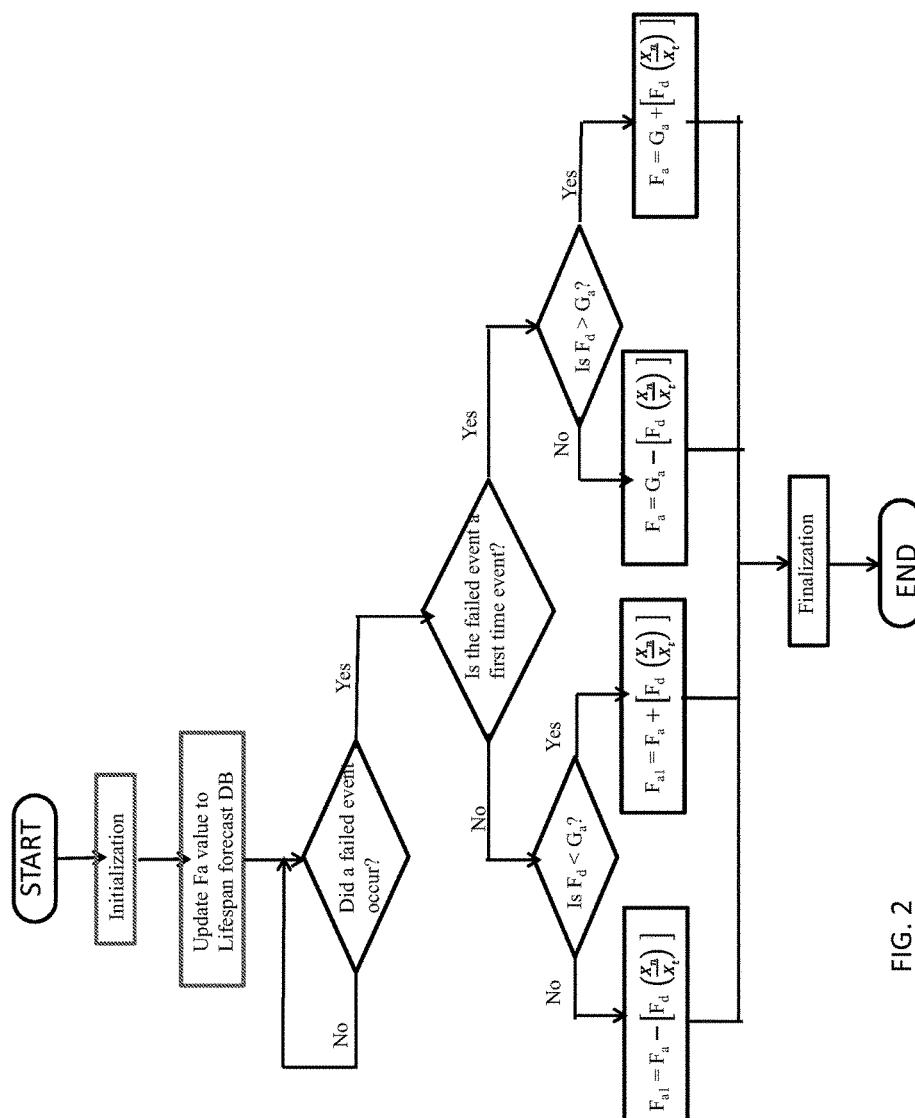 START
Initialization
Update Fa value to
Lifespan forecast DB
Did a failed event
occur?
No
Yes
Is the failed event a
first time event?
No
Yes
Is F_d < G_a?
No
Yes
Is F_d > G_a?
No
Yes
F_a1 = F_a − [F_d (x_n/x_t)]
F_a1 = F_a + [F_d (x_n/x_t)]
F_a = G_a − [F_d (x_n/x_t)]
F_a = G_a + [F_d (x_n/x_t)]
Finalization
END
FIG. 2